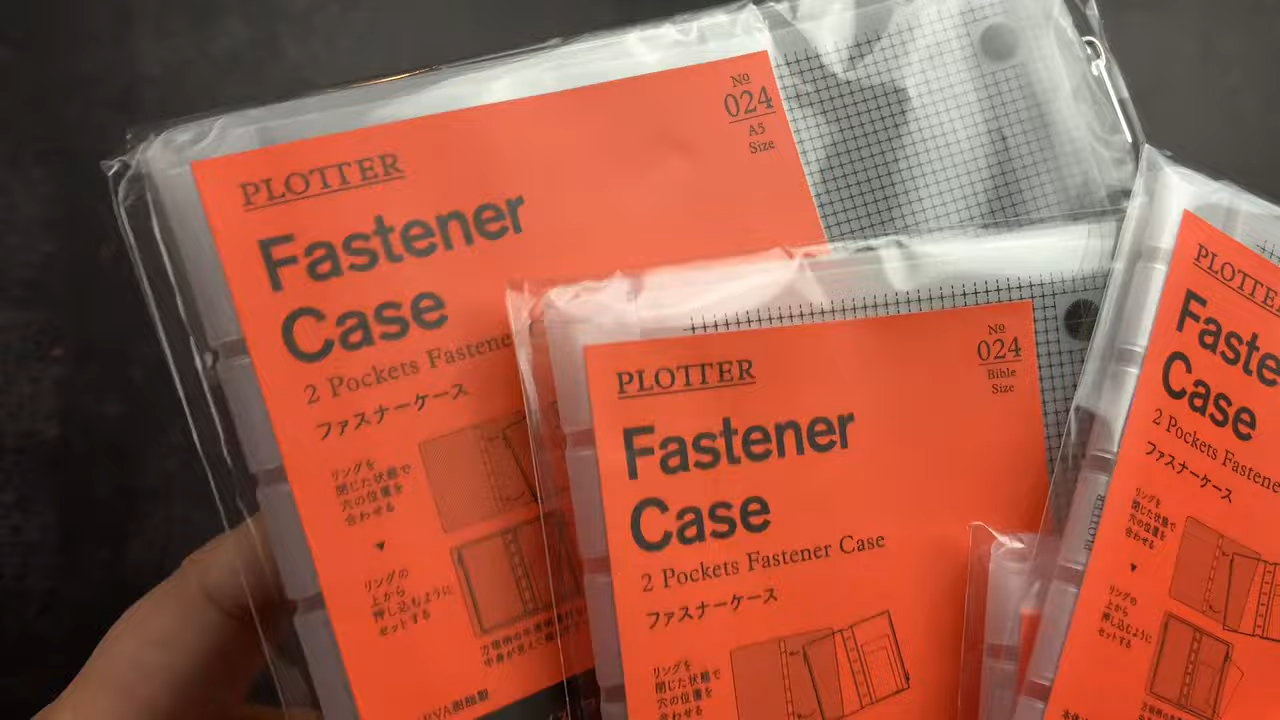 PLOTTER
Fastener
Case
2 Pockets Fastene
ファスナーケース
リングを
閉じた状態で
穴の位置を
合わせる
▼
リングの
上から
押し込むように
セットする
No
024
A5
Size
PLOTTER
Fastener
Case
2 Pockets Fastener Case
ファスナーケース
リングを
閉じた状態で
穴の位置を
合わせる
No
024
Bible
Size
PLOTTER
PLOTTE
Faste
Case
2 Pockets Fastene
ファスナーケース
リングを
閉じた状態で
穴の位置を
合わせる
▼
リングの
上から
押し込むように
セットする